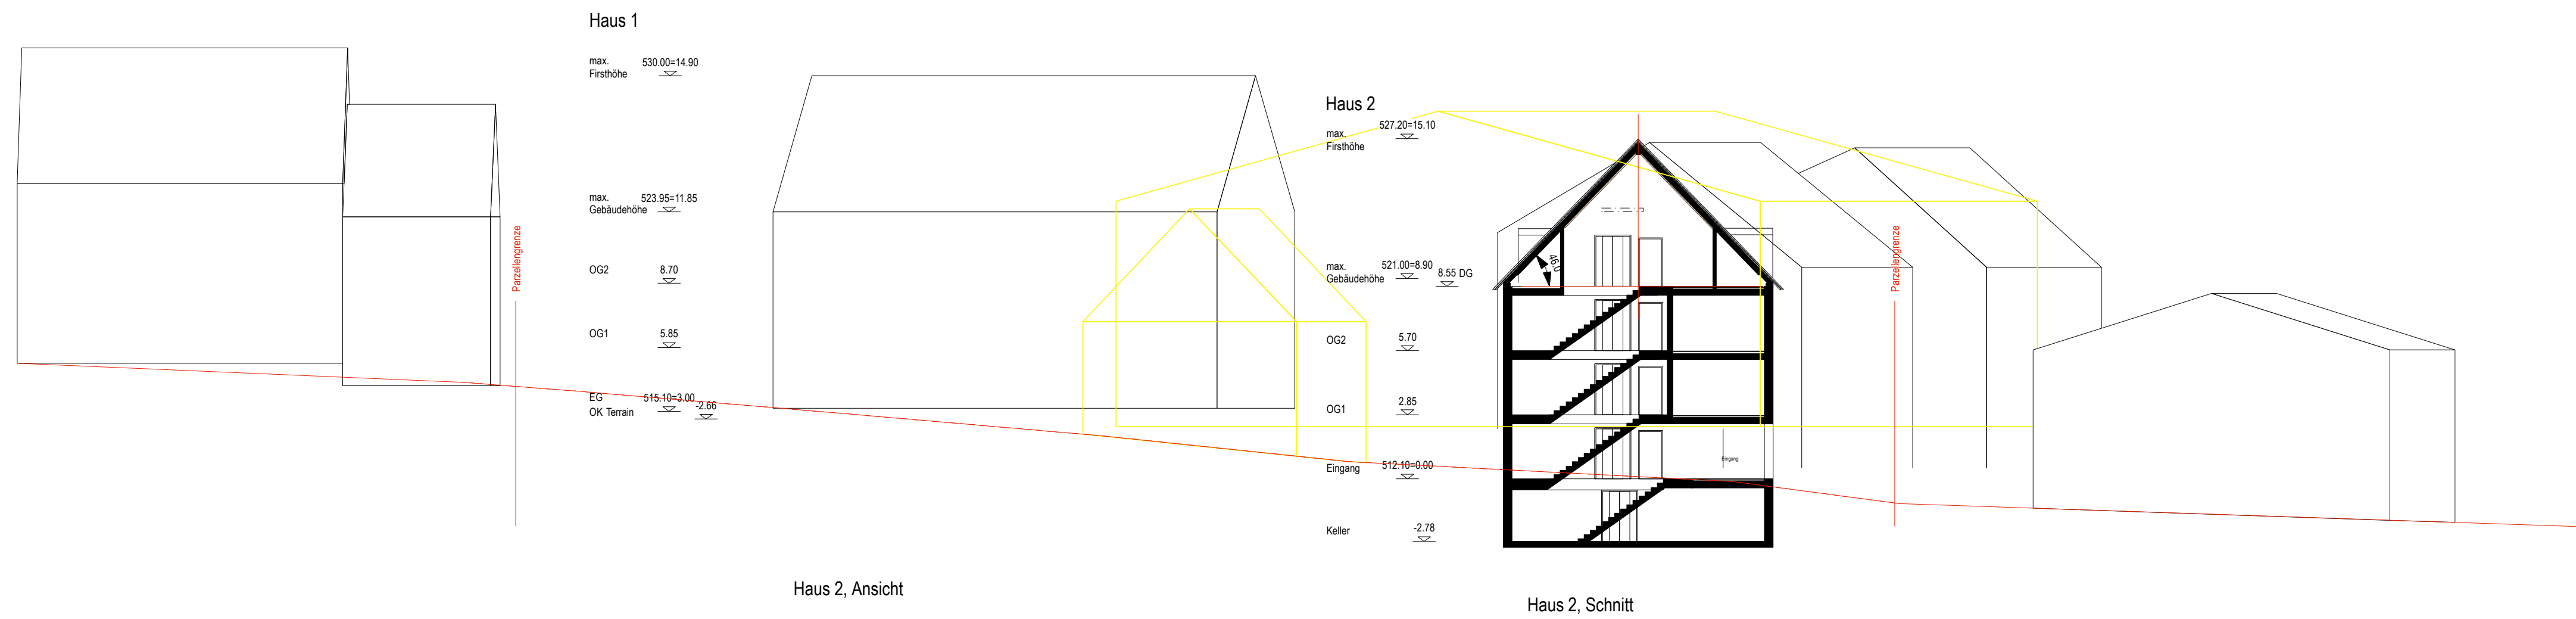 Haus 1
max.
Firsthöhe
530.00=14.90
max.
Gebäudehöhe
523.95=11.85
OG2
8.70
OG1
5.85
EG
OK Terrain
515.10=3.00
-2.66
Parzellengrenze
Haus 2
max.
Firsthöhe
527.20=15.10
max.
Gebäudehöhe
521.00=8.90
8.55 DG
OG2
5.70
OG1
2.85
Eingang
512.10=0.00
Keller
-2.78
46.0
Eingang
Parzellengrenze
Haus 2, Ansicht
Haus 2, Schnitt